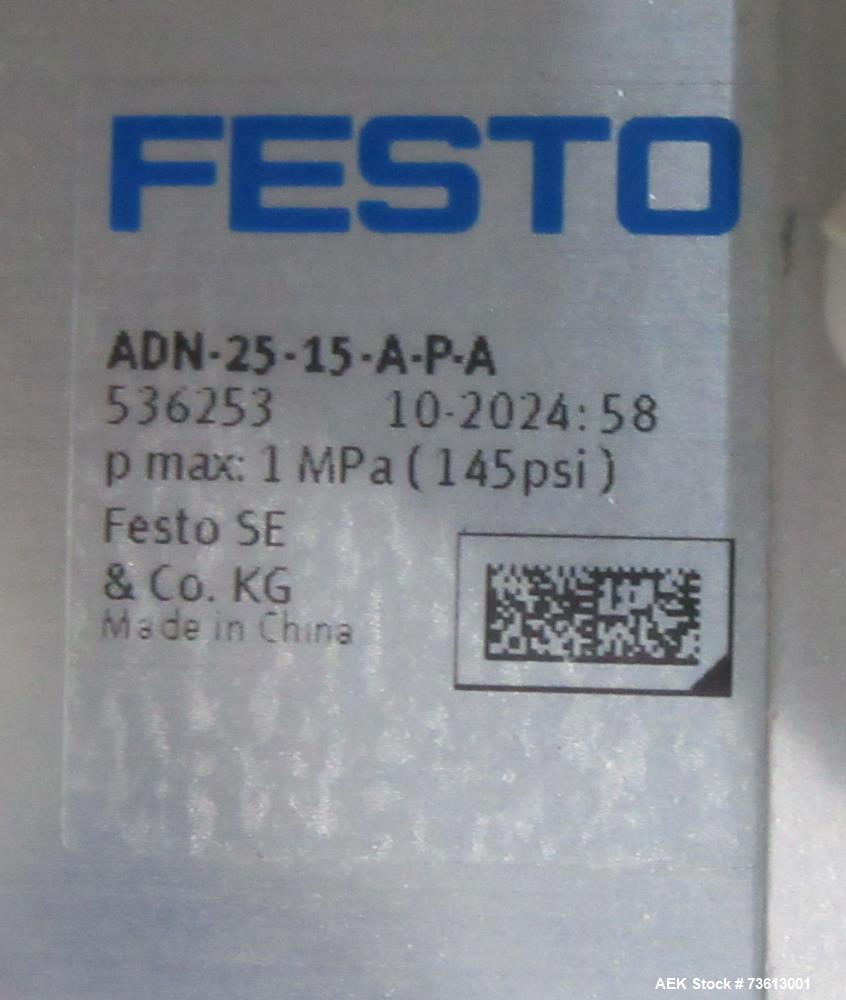 FESTO
ADN-25-15-A-P-A
536253 10-2024:58
p max: 1 MPa (145psi)
Festo SE
& Co. KG
Made in China
AEK Stock # 73613001